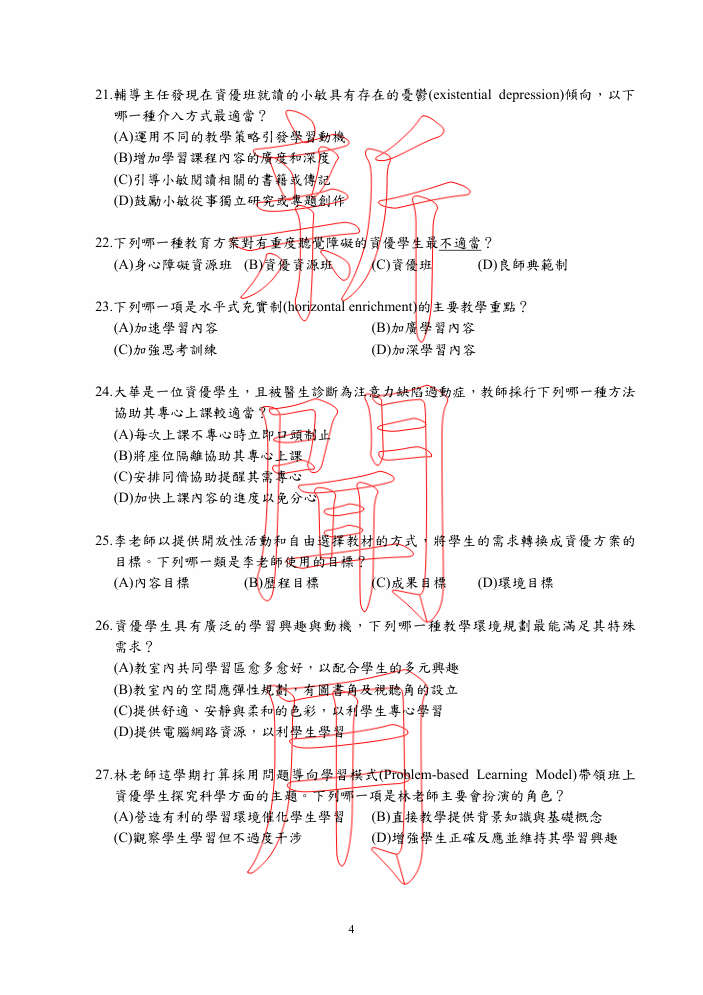 21.輔導主任發現在資優班就讀的小敏具有存在的憂鬱(existential depression)傾向，以下
哪一種介入方式最適當？
(A)運用不同的教學策略引發學習動機
(B)增加學習課程內容的廣度和深度
(C)引導小敏閱讀相關的書籍或傳記
(D)鼓勵小敏從事獨立研究或專題創作
22.下列哪一種教育方案對有重度聽覺障礙的資優學生最不適當？
(A)身心障礙資源班 (B)資優資源班 (C)資優班 (D)良師典範制
23.下列哪一項是水平式充實制(horizontal enrichment)的主要教學重點？
(A)加速學習內容 (B)加廣學習內容
(C)加強思考訓練 (D)加深學習內容
24.大華是一位資優學生，且被醫生診斷為注意力缺陷過動症，教師採行下列哪一種方法
協助其專心上課較適當？
(A)每次上課不專心時立即口頭制止
(B)將座位隔離協助其專心上課
(C)安排同儕協助提醒其需專心
(D)加快上課內容的進度以免分心
25.李老師以提供開放性活動和自由選擇教材的方式，將學生的需求轉換成資優方案的
目標。下列哪一類是李老師使用的目標？
(A)內容目標 (B)歷程目標 (C)成果目標 (D)環境目標
26.資優學生具有廣泛的學習興趣與動機，下列哪一種教學環境規劃最能滿足其特殊
需求？
(A)教室內共同學習區愈多愈好，以配合學生的多元興趣
(B)教室內的空間應彈性規劃，有圖書角及視聽角的設立
(C)提供舒適、安靜與柔和的色彩，以利學生專心學習
(D)提供電腦網路資源，以利學生學習
27.林老師這學期打算採用問題導向學習模式(Problem-based Learning Model)帶領班上
資優學生探究科學方面的主題。下列哪一項是林老師主要會扮演的角色？
(A)營造有利的學習環境催化學生學習 (B)直接教學提供背景知識與基礎概念
(C)觀察學生學習但不過度干涉 (D)增強學生正確反應並維持其學習興趣
新聞用
4